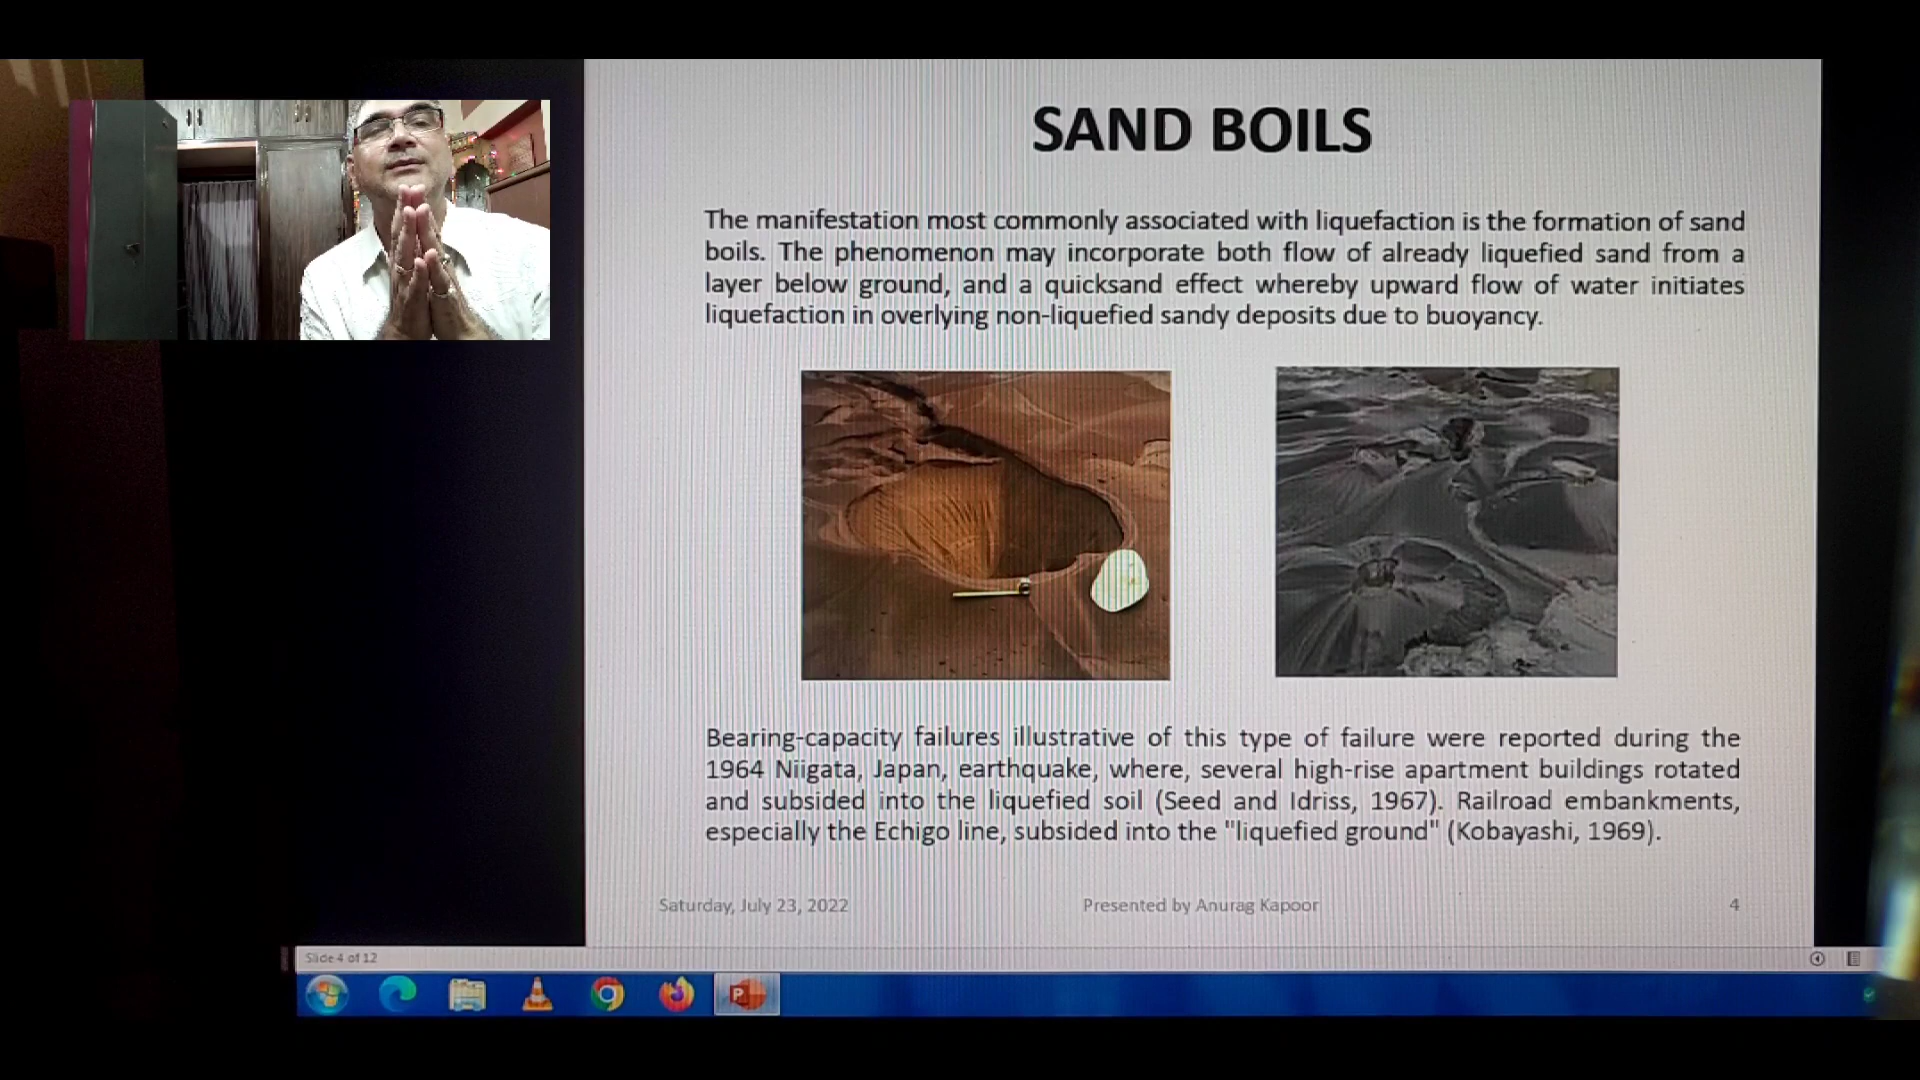 SAND BOILS
The manifestation most commonly associated with liquefaction is the formation of sand
boils. The phenomenon may incorporate both flow of already liquefied sand from a
layer below ground, and a quicksand effect whereby upward flow of water initiates
liquefaction in overlying non-liquefied sandy deposits due to buoyancy.
Bearing-capacity failures illustrative of this type of failure were reported during the
1964 Niigata, Japan, earthquake, where, several high-rise apartment buildings rotated
and subsided into the liquefied soil (Seed and Idriss, 1967). Railroad embankments,
especially the Echigo line, subsided into the "liquefied ground" (Kobayashi, 1969).
Saturday, July 23, 2022
Presented by Anurag Kapoor
4
Slide 4 of 12
P